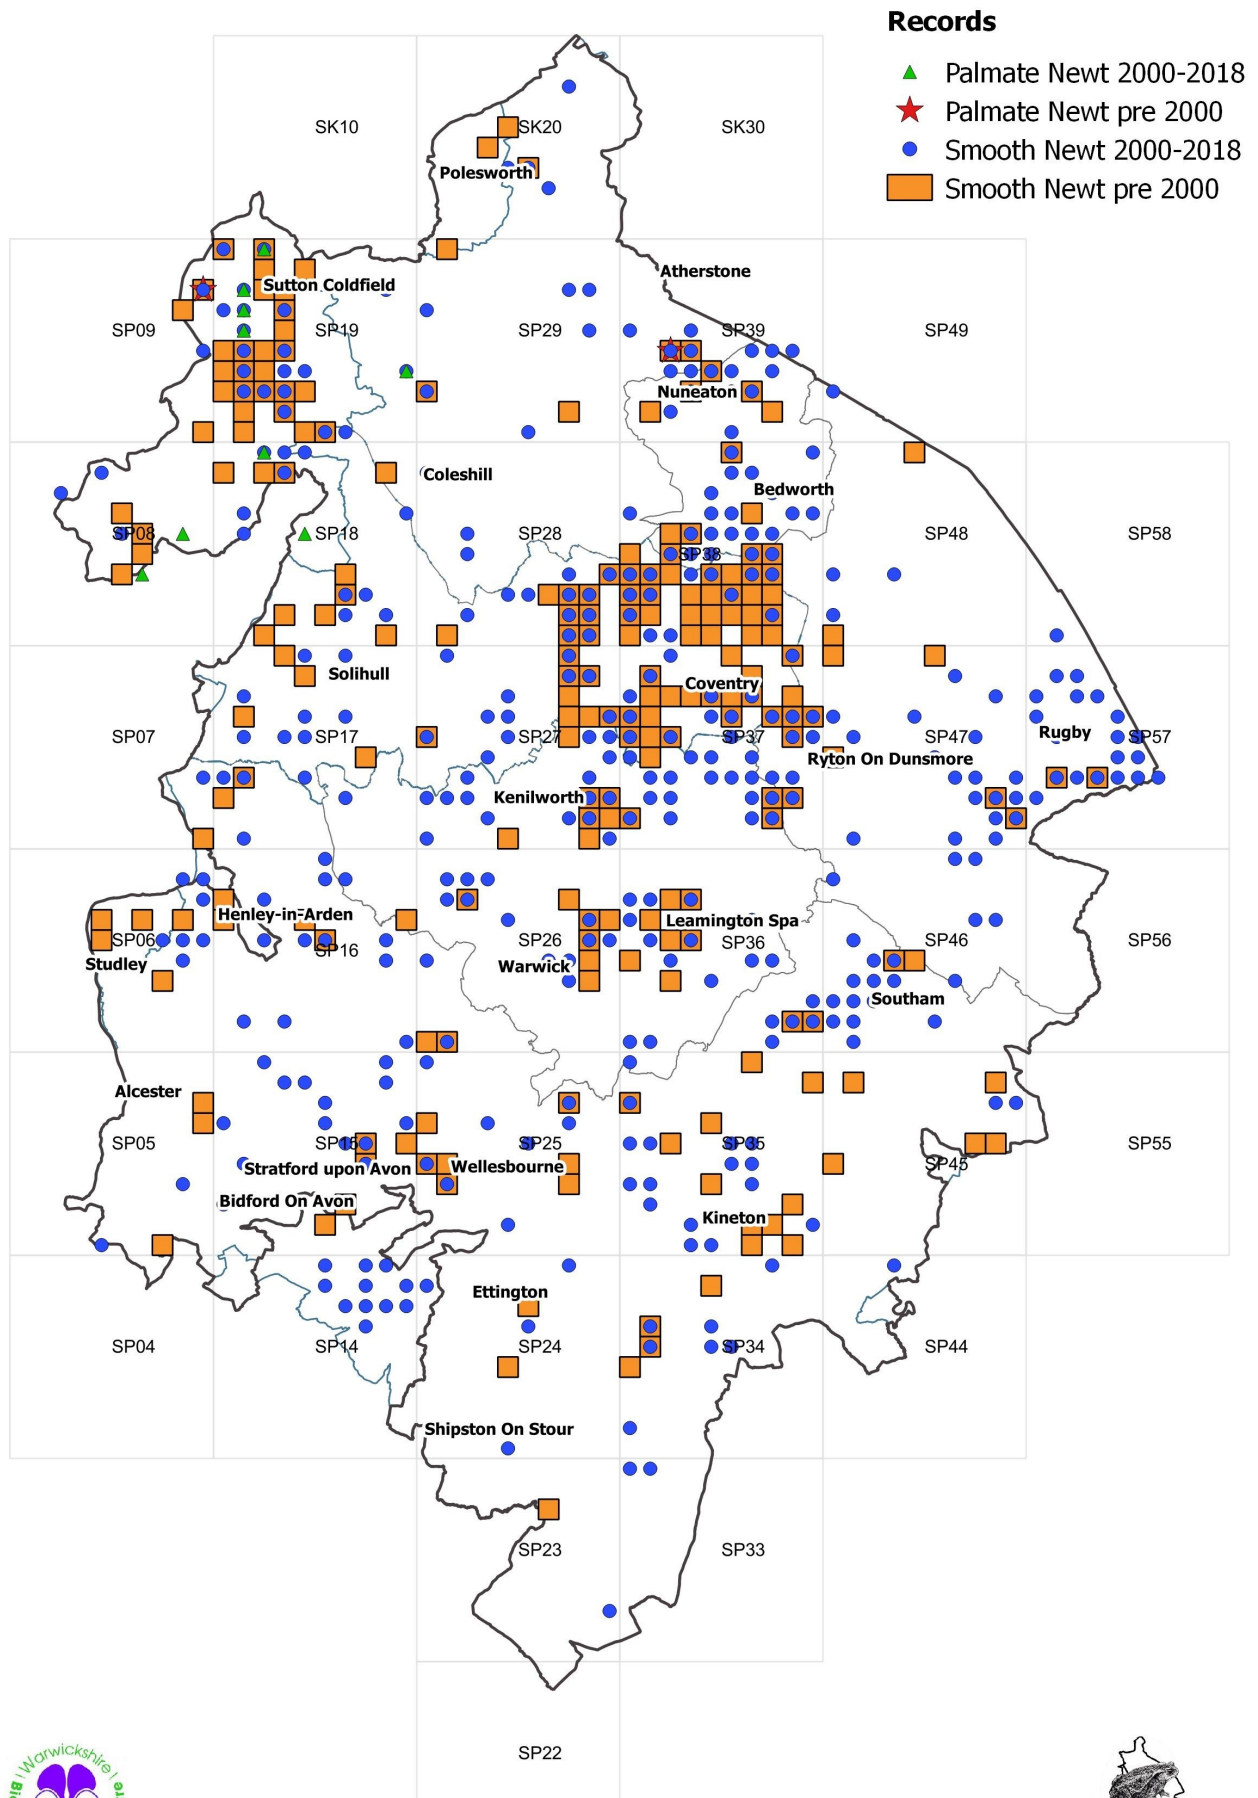 Records
Palmate Newt 2000-2018
Palmate Newt pre 2000
Smooth Newt 2000-2018
Smooth Newt pre 2000
SK10
SK20
SK30
Polesworth
Atherstone
Sutton Coldfield
SP09
SP19
SP29
SP39
SP49
Nuneaton
Coleshill
Bedworth
SP08
SP18
SP28
SP38
SP48
SP58
Solihull
Coventry
SP07
SP17
SP27
SP37
SP47
Rugby
SP57
Ryton On Dunsmore
Kenilworth
Henley-in-Arden
Leamington Spa
SP06
SP16
SP26
SP36
SP46
SP56
Studley
Warwick
Southam
Alcester
SP05
SP15
SP25
SP35
SP45
SP55
Stratford upon Avon
Wellesbourne
Bidford On Avon
Kineton
Ettington
SP04
SP14
SP24
SP34
SP44
Shipston On Stour
SP23
SP33
SP22
Warwickshire